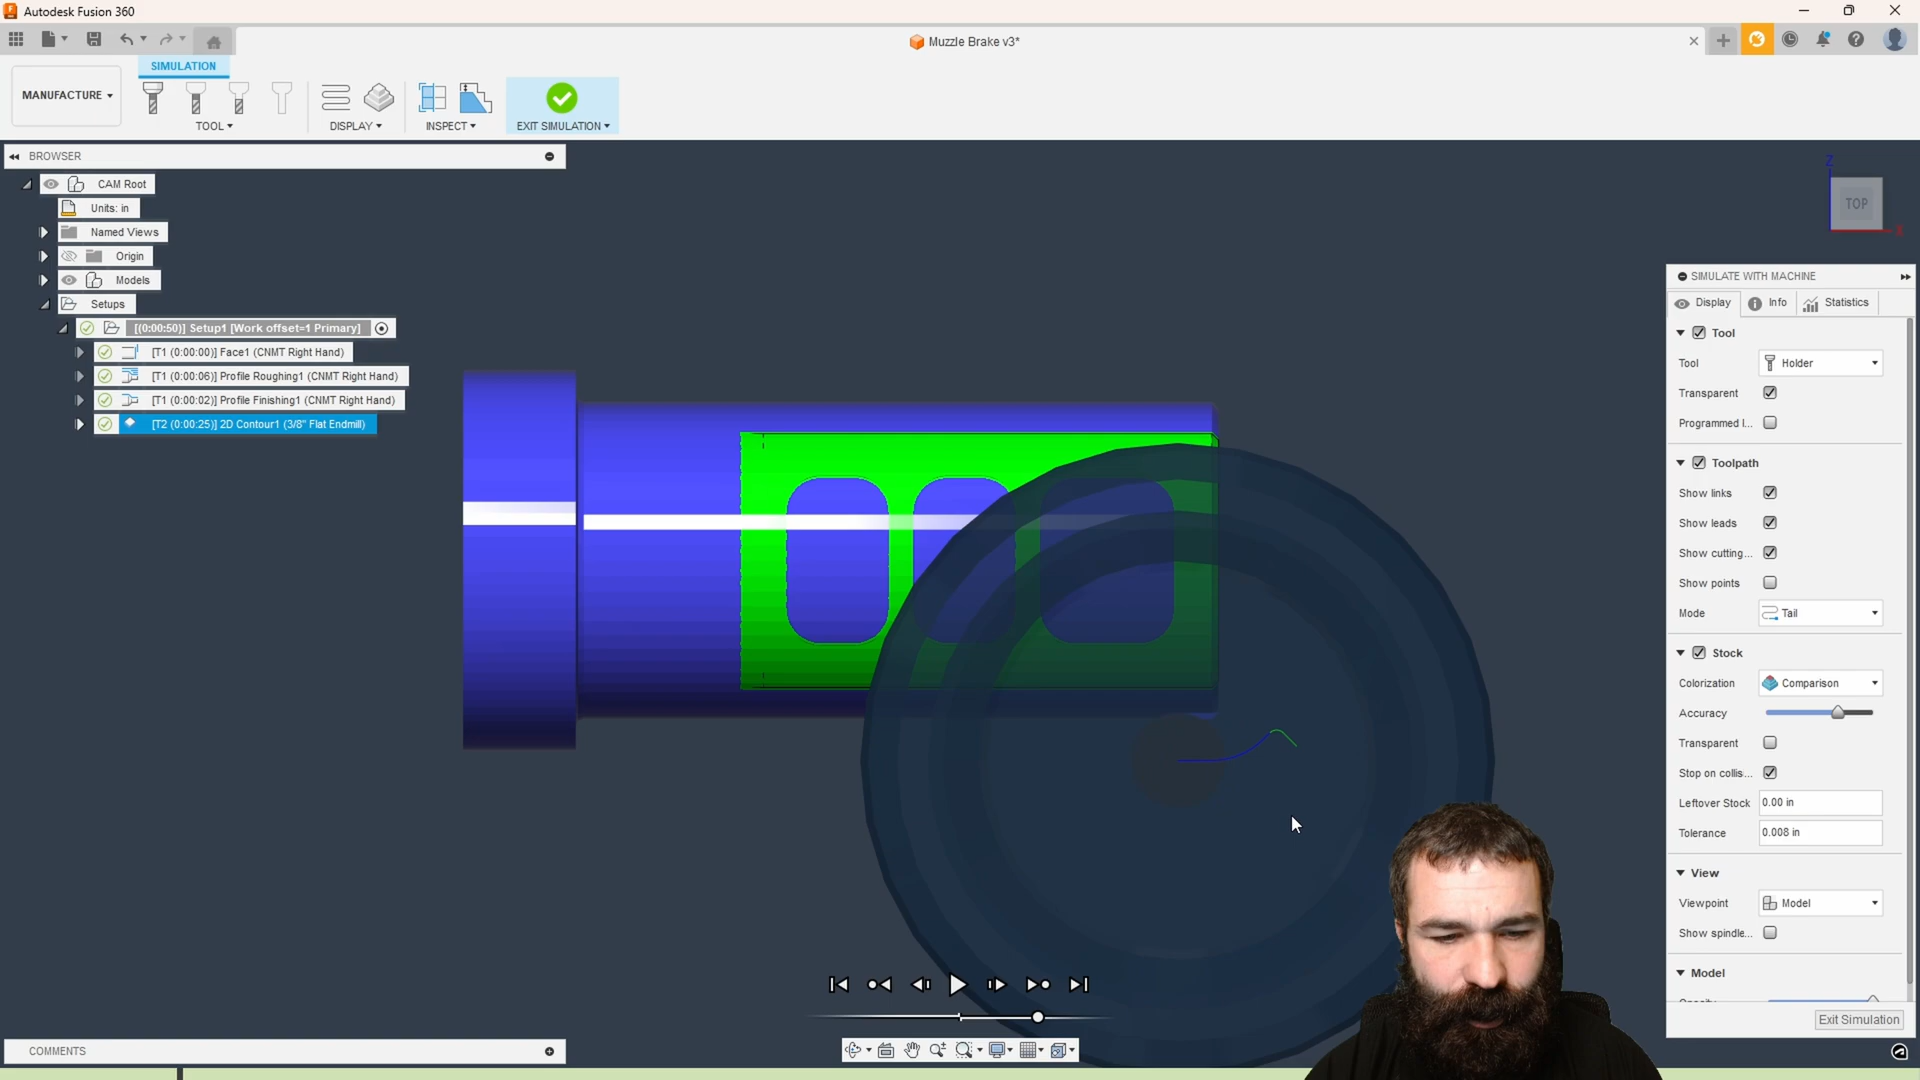 Autodesk Fusion 360
Muzzle Brake v3*
SIMULATION
MANUFACTURE
TOOL
DISPLAY
INSPECT
EXIT SIMULATION
BROWSER
CAM Root
Units: in
Named Views
Origin
Models
Setups
[(0:00:50)] Setup1 [Work offset=1 Primary]
[T1 (0:00:00)] Face1 (CNMT Right Hand)
[T1 (0:00:06)] Profile Roughing1 (CNMT Right Hand)
[T1 (0:00:02)] Profile Finishing1 (CNMT Right Hand)
[T2 (0:00:25)] 2D Contour1 (3/8" Flat Endmill)
Z
TOP
X
SIMULATE WITH MACHINE
Display Info Statistics
Tool
Tool Holder
Transparent
Programmed l...
Toolpath
Show links
Show leads
Show cutting...
Show points
Mode Tail
Stock
Colorization Comparison
Accuracy
Transparent
Stop on collis...
Leftover Stock 0.00 in
Tolerance 0.008 in
View
Viewpoint Model
Show spindle...
Model
Exit Simulation
COMMENTS